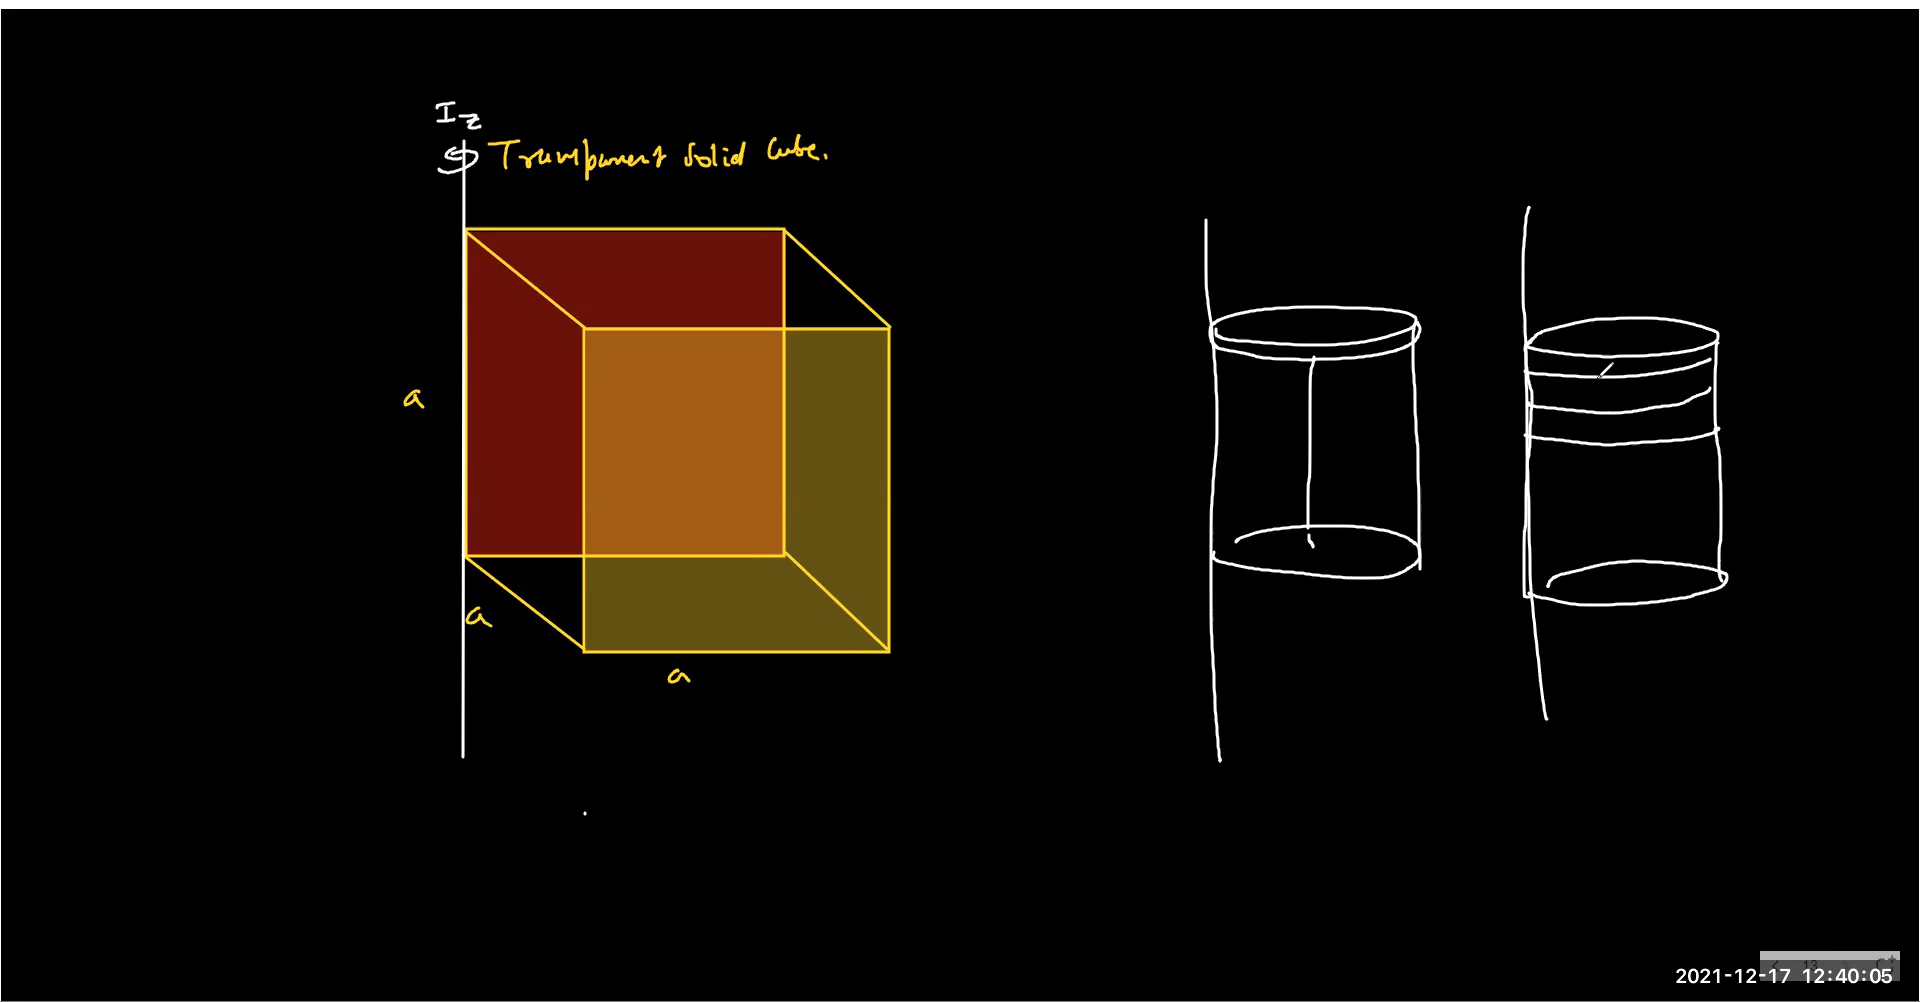 Iz
Transparent solid cube.
a
a
a
2021-12-17 12:40:05